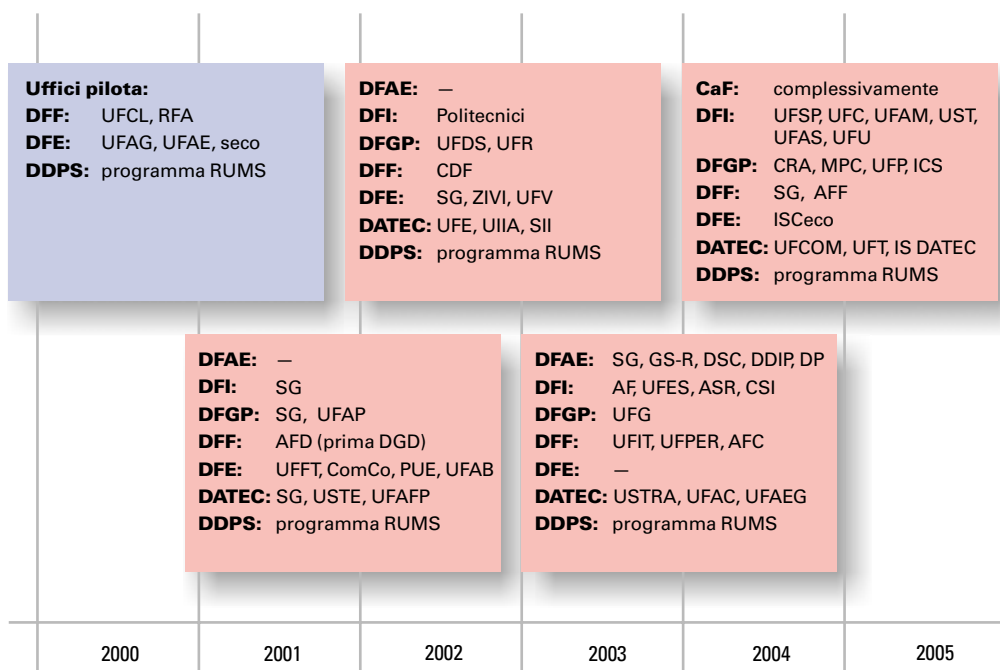 Uffici pilota:
DFF: UFCL, RFA
DFE: UFAG, UFAE, seco
DDPS: programma RUMS
DFAE: —
DFI: Politecnici
DFGP: UFDS, UFR
DFF: CDF
DFE: SG, ZIVI, UFV
DATEC: UFE, UIIA, SII
DDPS: programma RUMS
CaF: complessivamente
DFI: UFSP, UFC, UFAM, UST,
UFAS, UFU
DFGP: CRA, MPC, UFP, ICS
DFF: SG, AFF
DFE: ISCeco
DATEC: UFCOM, UFT, IS DATEC
DDPS: programma RUMS
DFAE: —
DFI: SG
DFGP: SG, UFAP
DFF: AFD (prima DGD)
DFE: UFFT, ComCo, PUE, UFAB
DATEC: SG, USTE, UFAFP
DDPS: programma RUMS
DFAE: SG, GS-R, DSC, DDIP, DP
DFI: AF, UFES, ASR, CSI
DFGP: UFG
DFF: UFIT, UFPER, AFC
DFE: —
DATEC: USTRA, UFAC, UFAEG
DDPS: programma RUMS
2000 2001 2002 2003 2004 2005